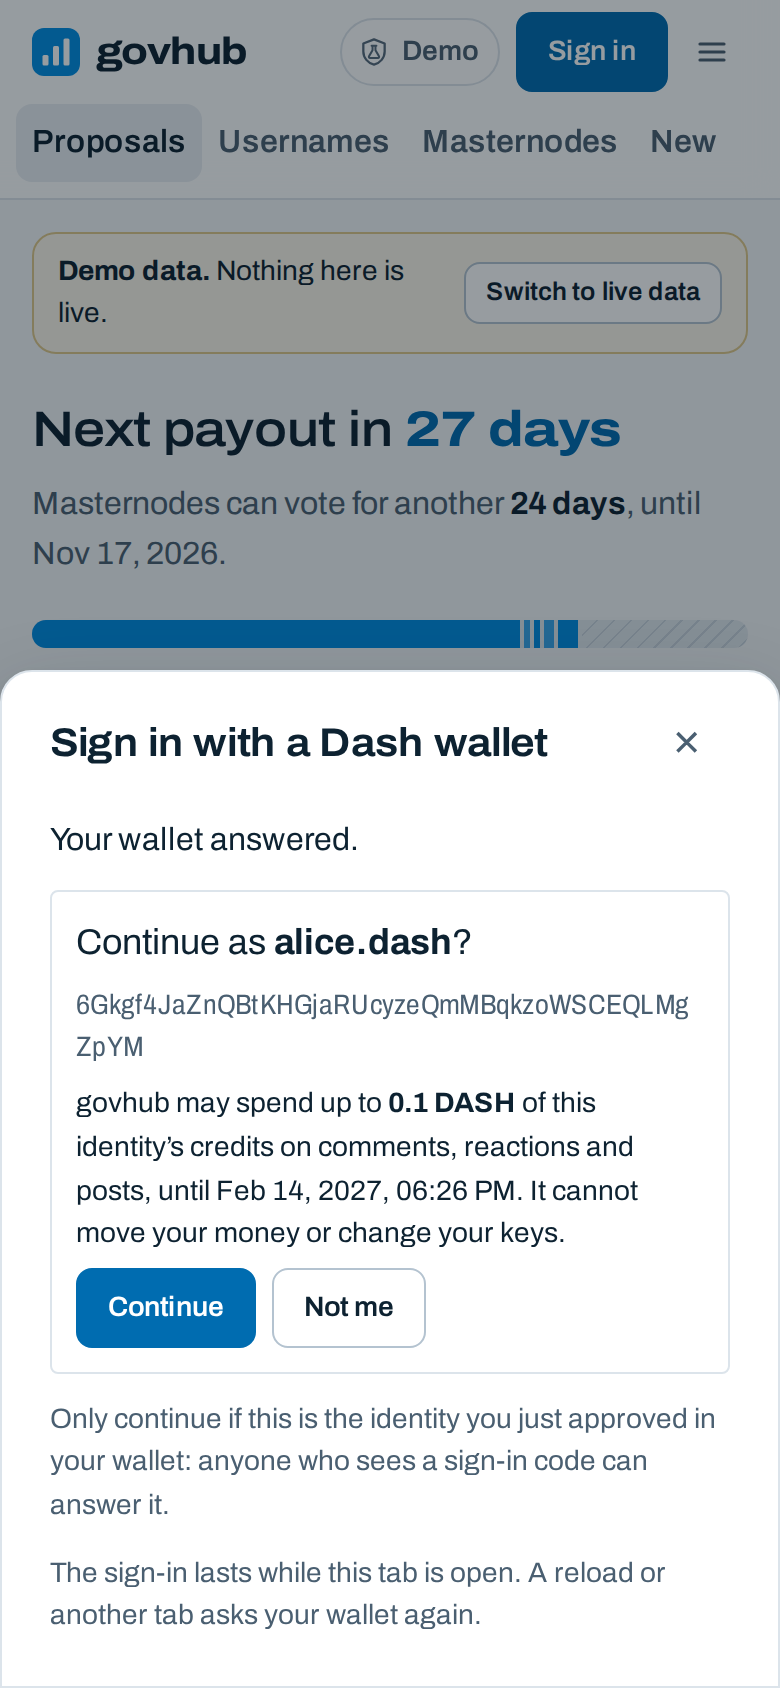 govhub
Demo
Sign in
Proposals
Usernames
Masternodes
New
Demo data. Nothing here is
live.
Switch to live data
Next payout in 27 days
Masternodes can vote for another 24 days, until
Nov 17, 2026.
Sign in with a Dash wallet
Your wallet answered.
Continue as alice.dash?
6Gkgf4JaZnQBtKHGjaRUcyzeQmMBqkzoWSCEQLMg
ZpYM
govhub may spend up to 0.1 DASH of this
identity’s credits on comments, reactions and
posts, until Feb 14, 2027, 06:26 PM. It cannot
move your money or change your keys.
Continue
Not me
Only continue if this is the identity you just approved in
your wallet: anyone who sees a sign-in code can
answer it.
The sign-in lasts while this tab is open. A reload or
another tab asks your wallet again.